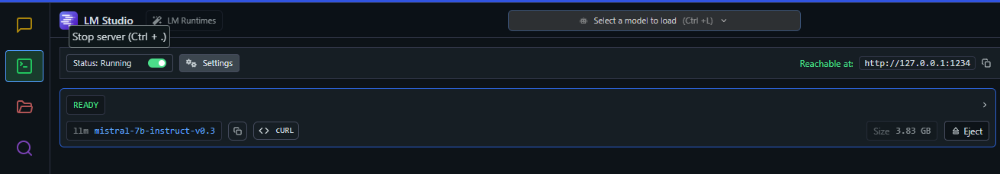 LM Studio
LM Runtimes
Select a model to load (Ctrl +L)
Stop server (Ctrl + .)
Status: Running
Settings
Reachable at: http://127.0.0.1:1234
READY
llm mistral-7b-instruct-v0.3
cURL
Size 3.83 GB
Eject